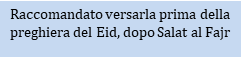 Raccomandato versarla prima della
preghiera del Eid, dopo Salat al Fajr